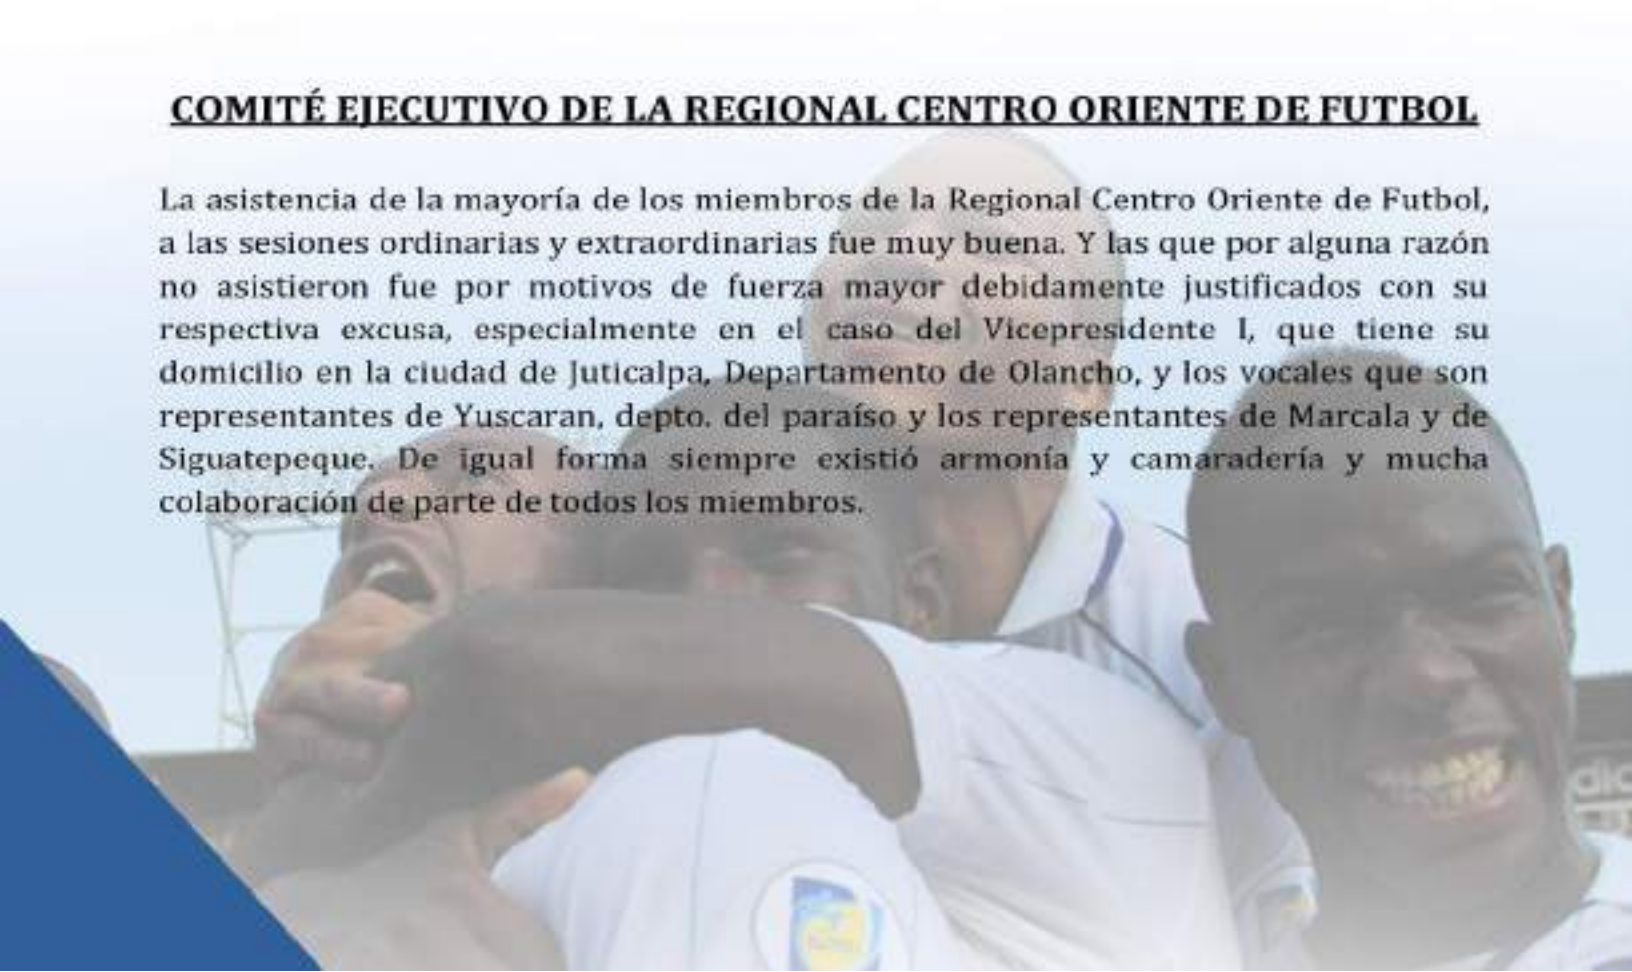 COMITÉ EJECUTIVO DE LA REGIONAL CENTRO ORIENTE DE FUTBOL
La asistencia de la mayoría de los miembros de la Regional Centro Oriente de Futbol,
a las sesiones ordinarias y extraordinarias fue muy buena. Y las que por alguna razón
no asistieron fue por motivos de fuerza mayor debidamente justificados con su
respectiva excusa, especialmente en el caso del Vicepresidente I, que tiene su
domicilio en la ciudad de Juticalpa, Departamento de Olancho, y los vocales que son
representantes de Yuscaran, depto. del paraíso y los representantes de Marcala y de
Siguatepeque. De igual forma siempre existió armonía y camaradería y mucha
colaboración de parte de todos los miembros.